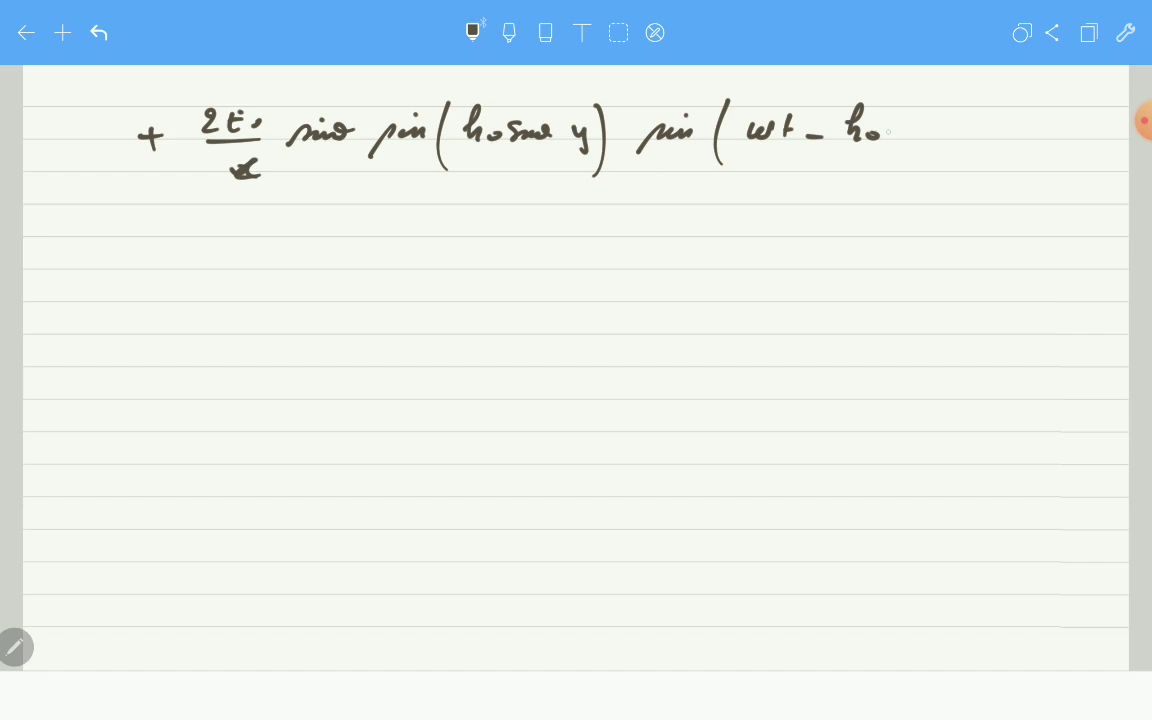 + 2E₀/c sinθ sin(k₀ sinθ y) sin(ωt - k₀